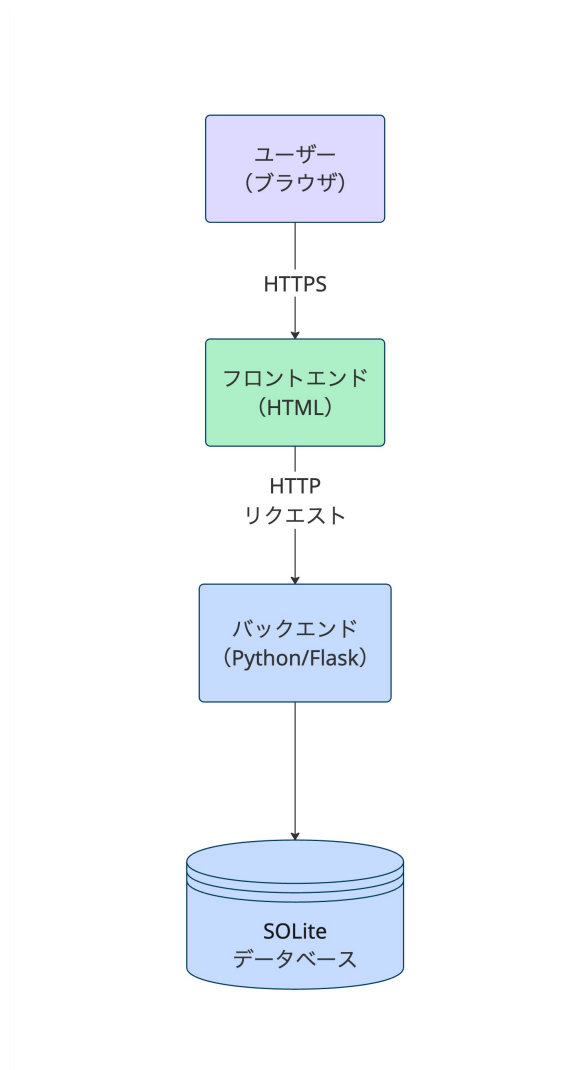 ユーザー
（ブラウザ）
HTTPS
フロントエンド
（HTML）
HTTP
リクエスト
バックエンド
（Python/Flask）
SOLite
データベース